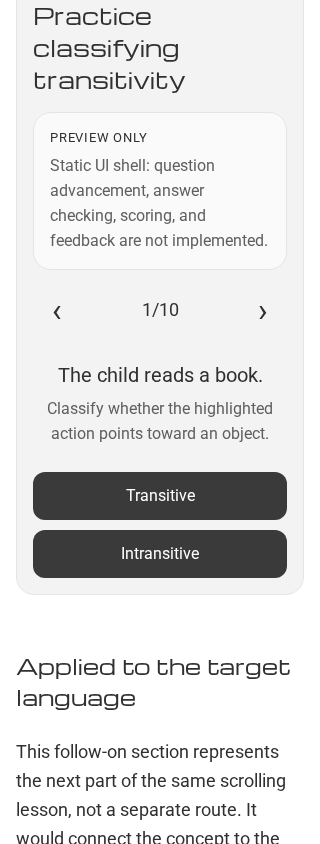 Practice
classifying
transitivity
PREVIEW ONLY
Static UI shell: question
advancement, answer
checking, scoring, and
feedback are not implemented.
‹ 1/10 ›
The child reads a book.
Classify whether the highlighted
action points toward an object.
Transitive
Intransitive
Applied to the target
language
This follow-on section represents
the next part of the same scrolling
lesson, not a separate route. It
would connect the concept to the